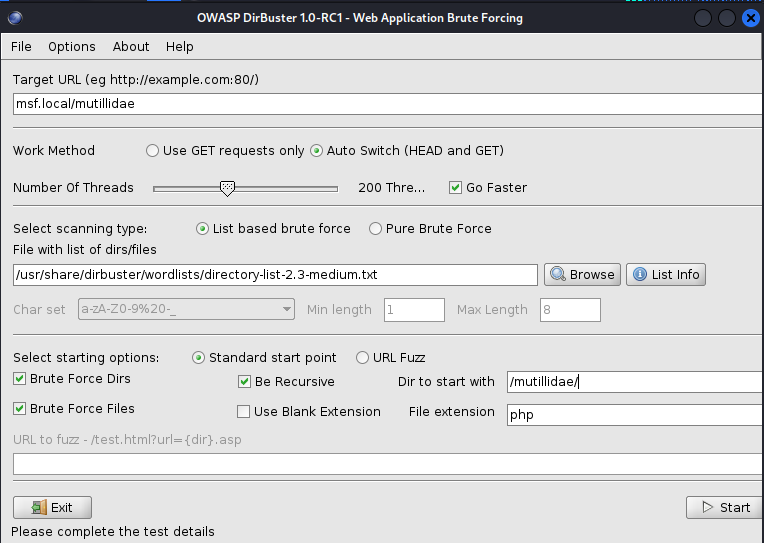 OWASP DirBuster 1.0-RC1 - Web Application Brute Forcing
File Options About Help
Target URL (eg http://example.com:80/)
msf.local/mutillidae
Work Method Use GET requests only Auto Switch (HEAD and GET)
Number Of Threads 200 Thre... Go Faster
Select scanning type: List based brute force Pure Brute Force
File with list of dirs/files
/usr/share/dirbuster/wordlists/directory-list-2.3-medium.txt Browse List Info
Char set a-zA-Z0-9%20-_ Min length 1 Max Length 8
Select starting options: Standard start point URL Fuzz
Brute Force Dirs Be Recursive Dir to start with /mutillidae/
Brute Force Files Use Blank Extension File extension php
URL to fuzz - /test.html?url={dir}.asp
Exit Start
Please complete the test details